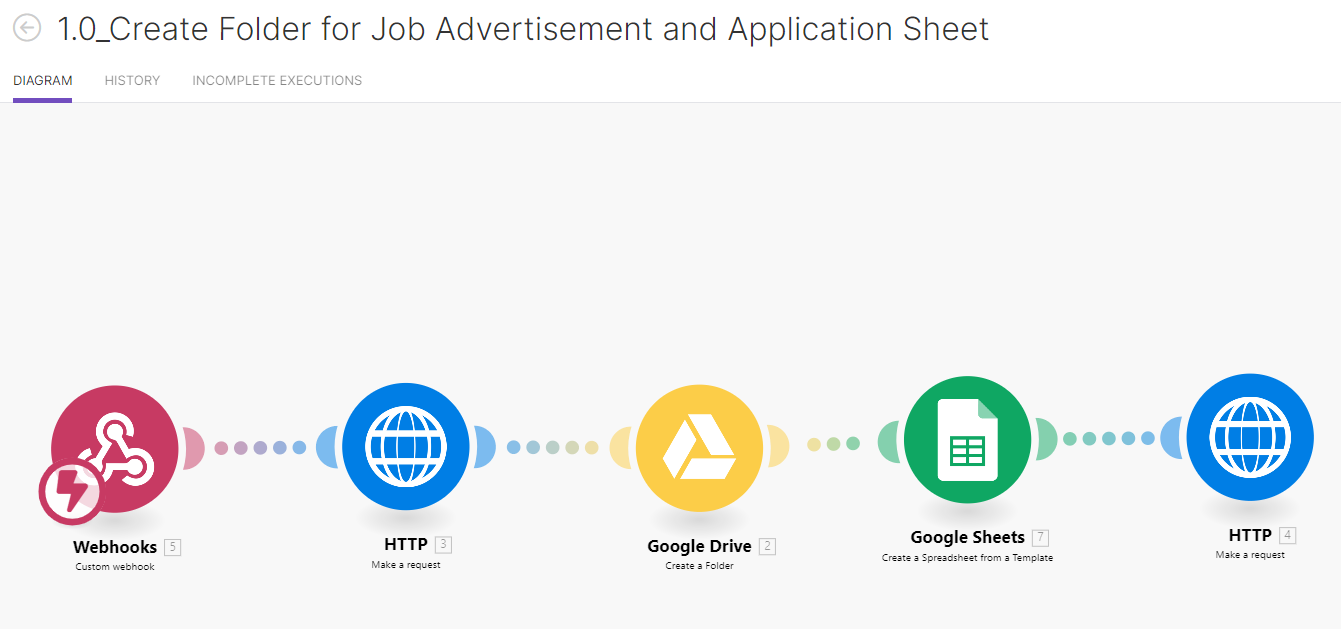 1.0_Create Folder for Job Advertisement and Application Sheet
DIAGRAM HISTORY INCOMPLETE EXECUTIONS
Webhooks 5
Custom webhook
HTTP 3
Make a request
Google Drive 2
Create a Folder
Google Sheets 7
Create a Spreadsheet from a Template
HTTP 4
Make a request